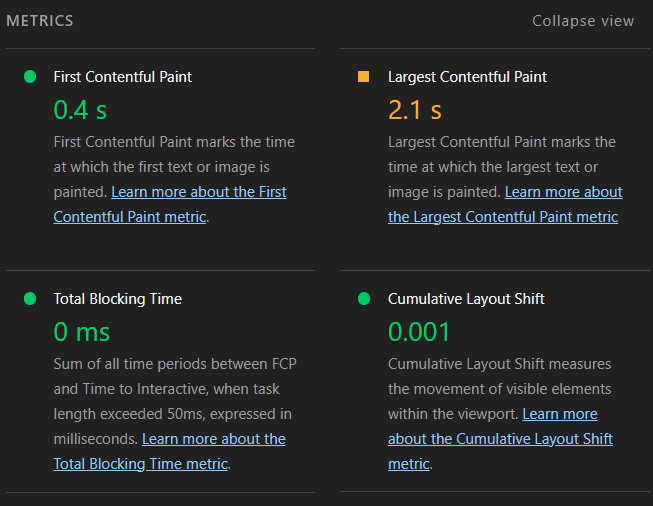 METRICS
Collapse view
First Contentful Paint
0.4 s
First Contentful Paint marks the time
at which the first text or image is
painted. Learn more about the First
Contentful Paint metric.
Largest Contentful Paint
2.1 s
Largest Contentful Paint marks the
time at which the largest text or
image is painted. Learn more about
the Largest Contentful Paint metric
Total Blocking Time
0 ms
Sum of all time periods between FCP
and Time to Interactive, when task
length exceeded 50ms, expressed in
milliseconds. Learn more about the
Total Blocking Time metric.
Cumulative Layout Shift
0.001
Cumulative Layout Shift measures
the movement of visible elements
within the viewport. Learn more
about the Cumulative Layout Shift
metric.